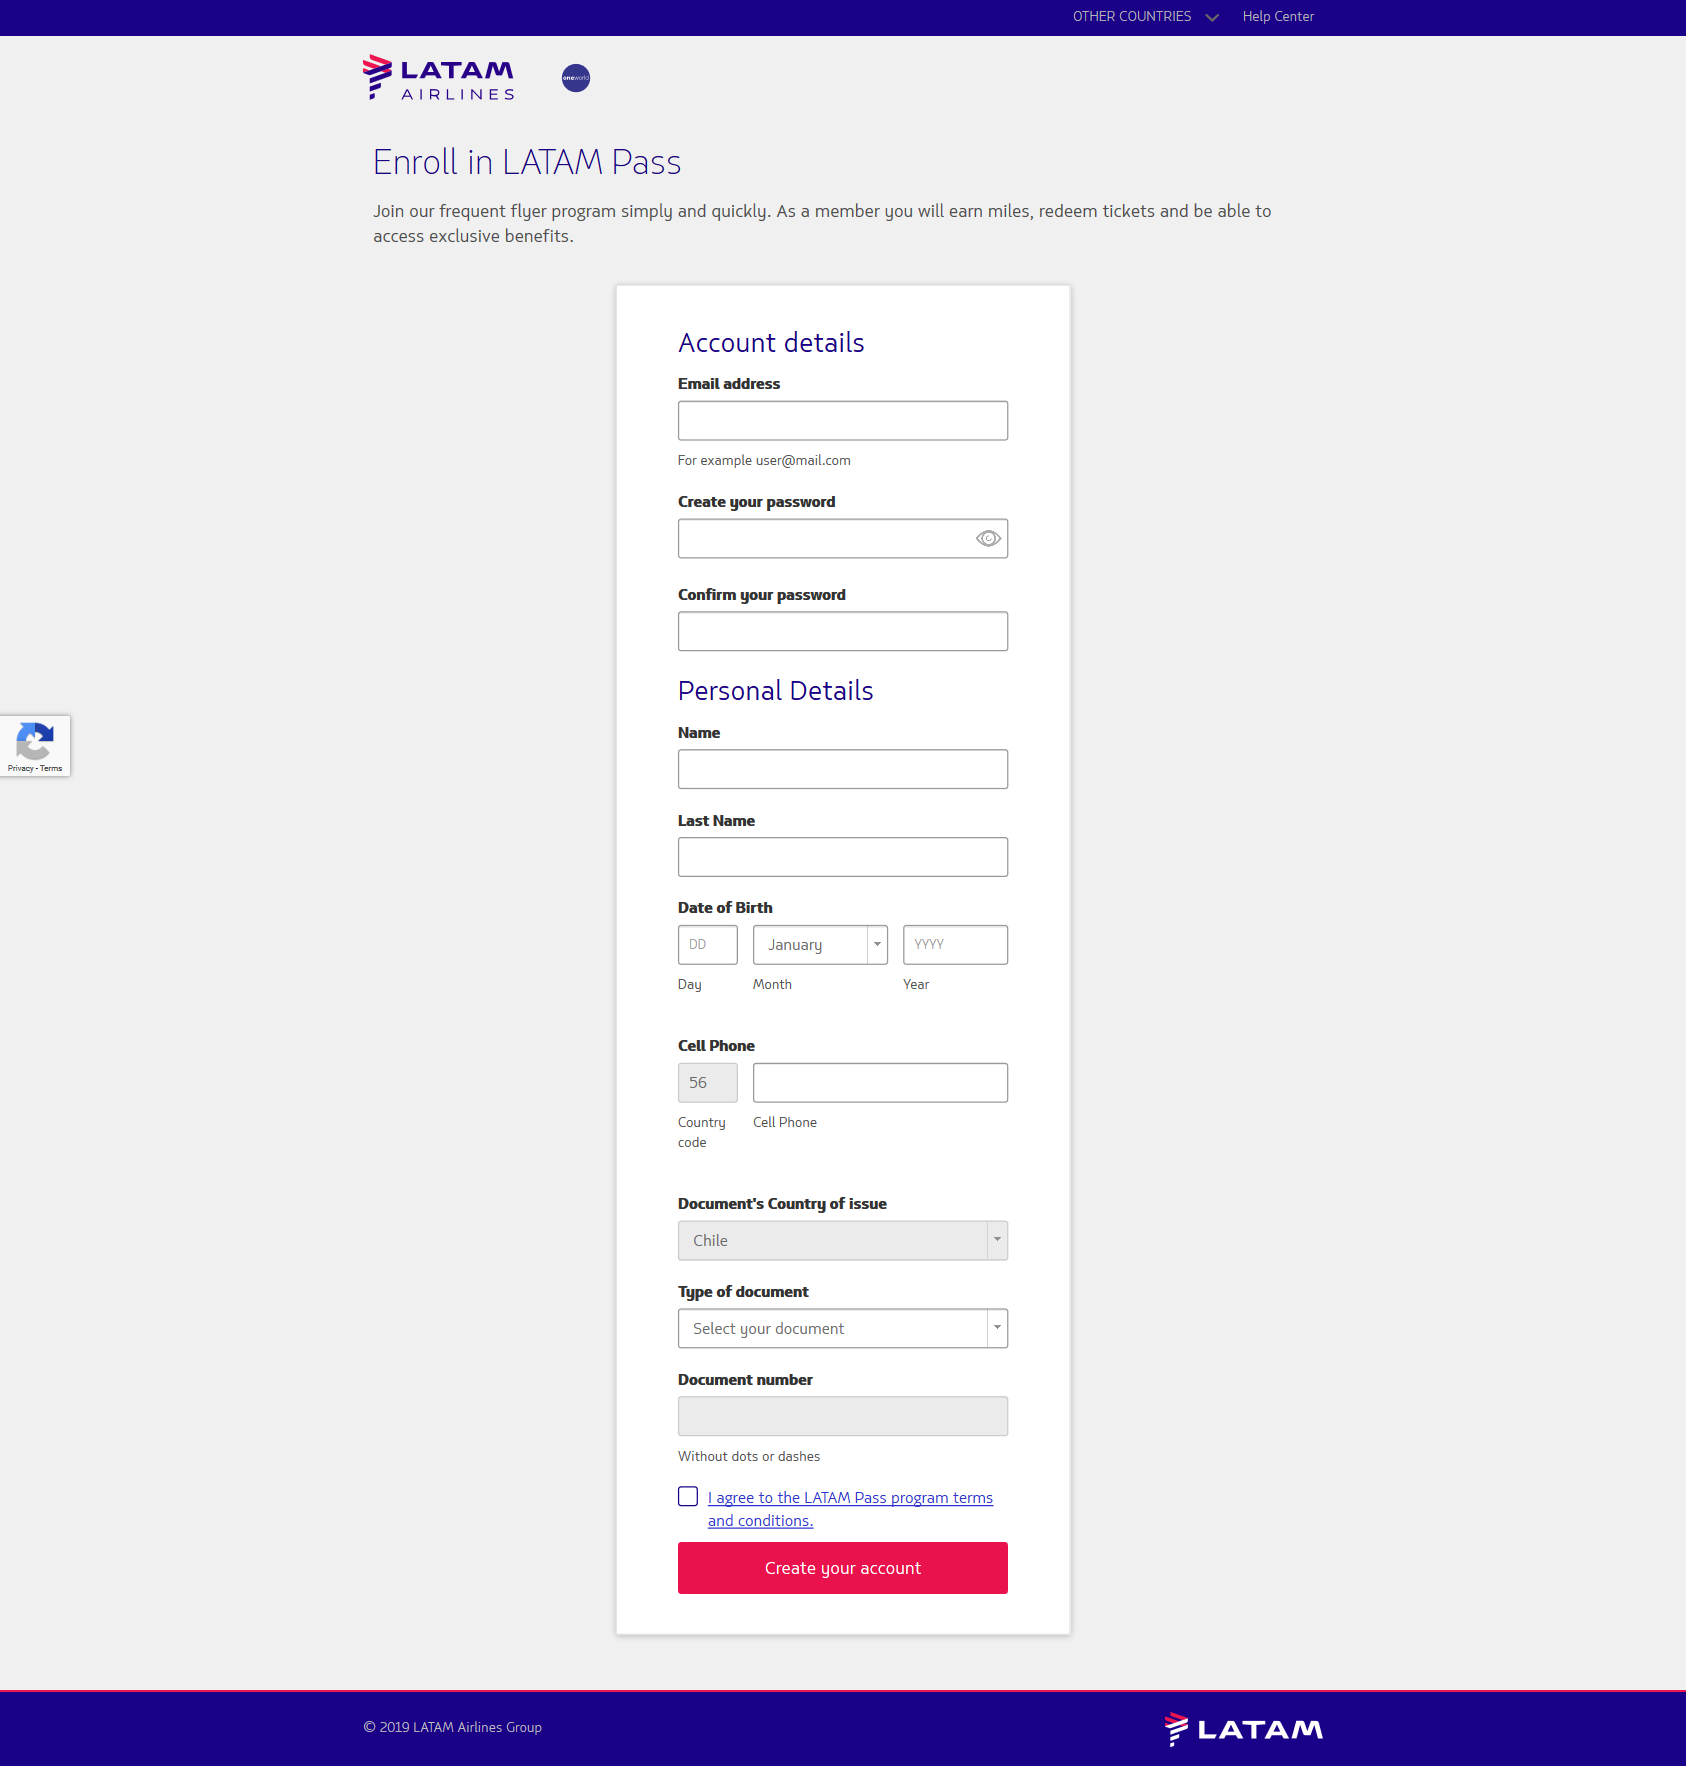 OTHER COUNTRIES Help Center
LATAM
AIRLINES
oneworld
Enroll in LATAM Pass
Join our frequent flyer program simply and quickly. As a member you will earn miles, redeem tickets and be able to
access exclusive benefits.
Account details
Email address
For example user@mail.com
Create your password
Confirm your password
Personal Details
Privacy - Terms
Name
Last Name
Date of Birth
DD January YYYY
Day Month Year
Cell Phone
56
Country Cell Phone
code
Document's Country of issue
Chile
Type of document
Select your document
Document number
Without dots or dashes
I agree to the LATAM Pass program terms
and conditions.
Create your account
© 2019 LATAM Airlines Group
LATAM